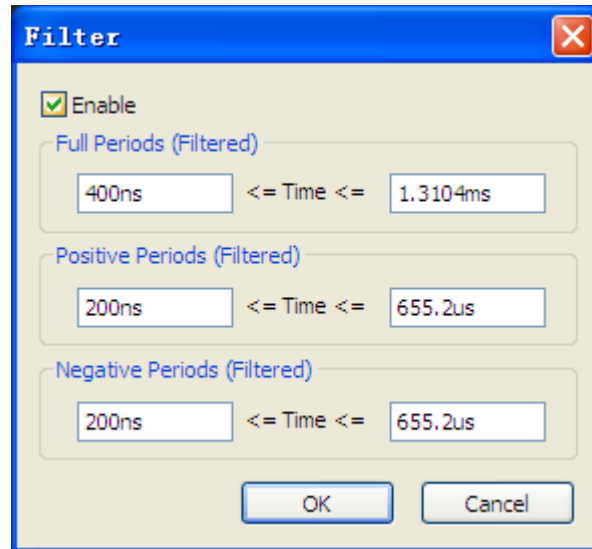 Filter
Enable
Full Periods (Filtered)
400ns <= Time <= 1.3104ms
Positive Periods (Filtered)
200ns <= Time <= 655.2us
Negative Periods (Filtered)
200ns <= Time <= 655.2us
OK Cancel